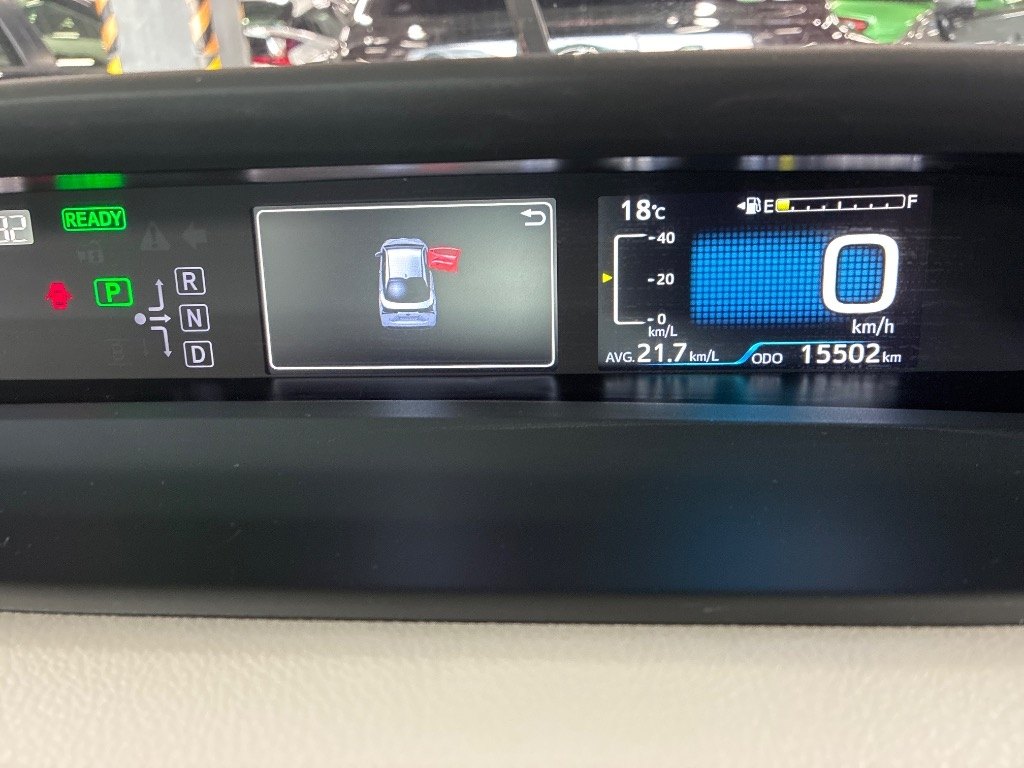 READY
P
R
N
D
18°C
E F
40
20
0
km/L
0
km/h
AVG. 21.7 km/L
ODO 15502 km